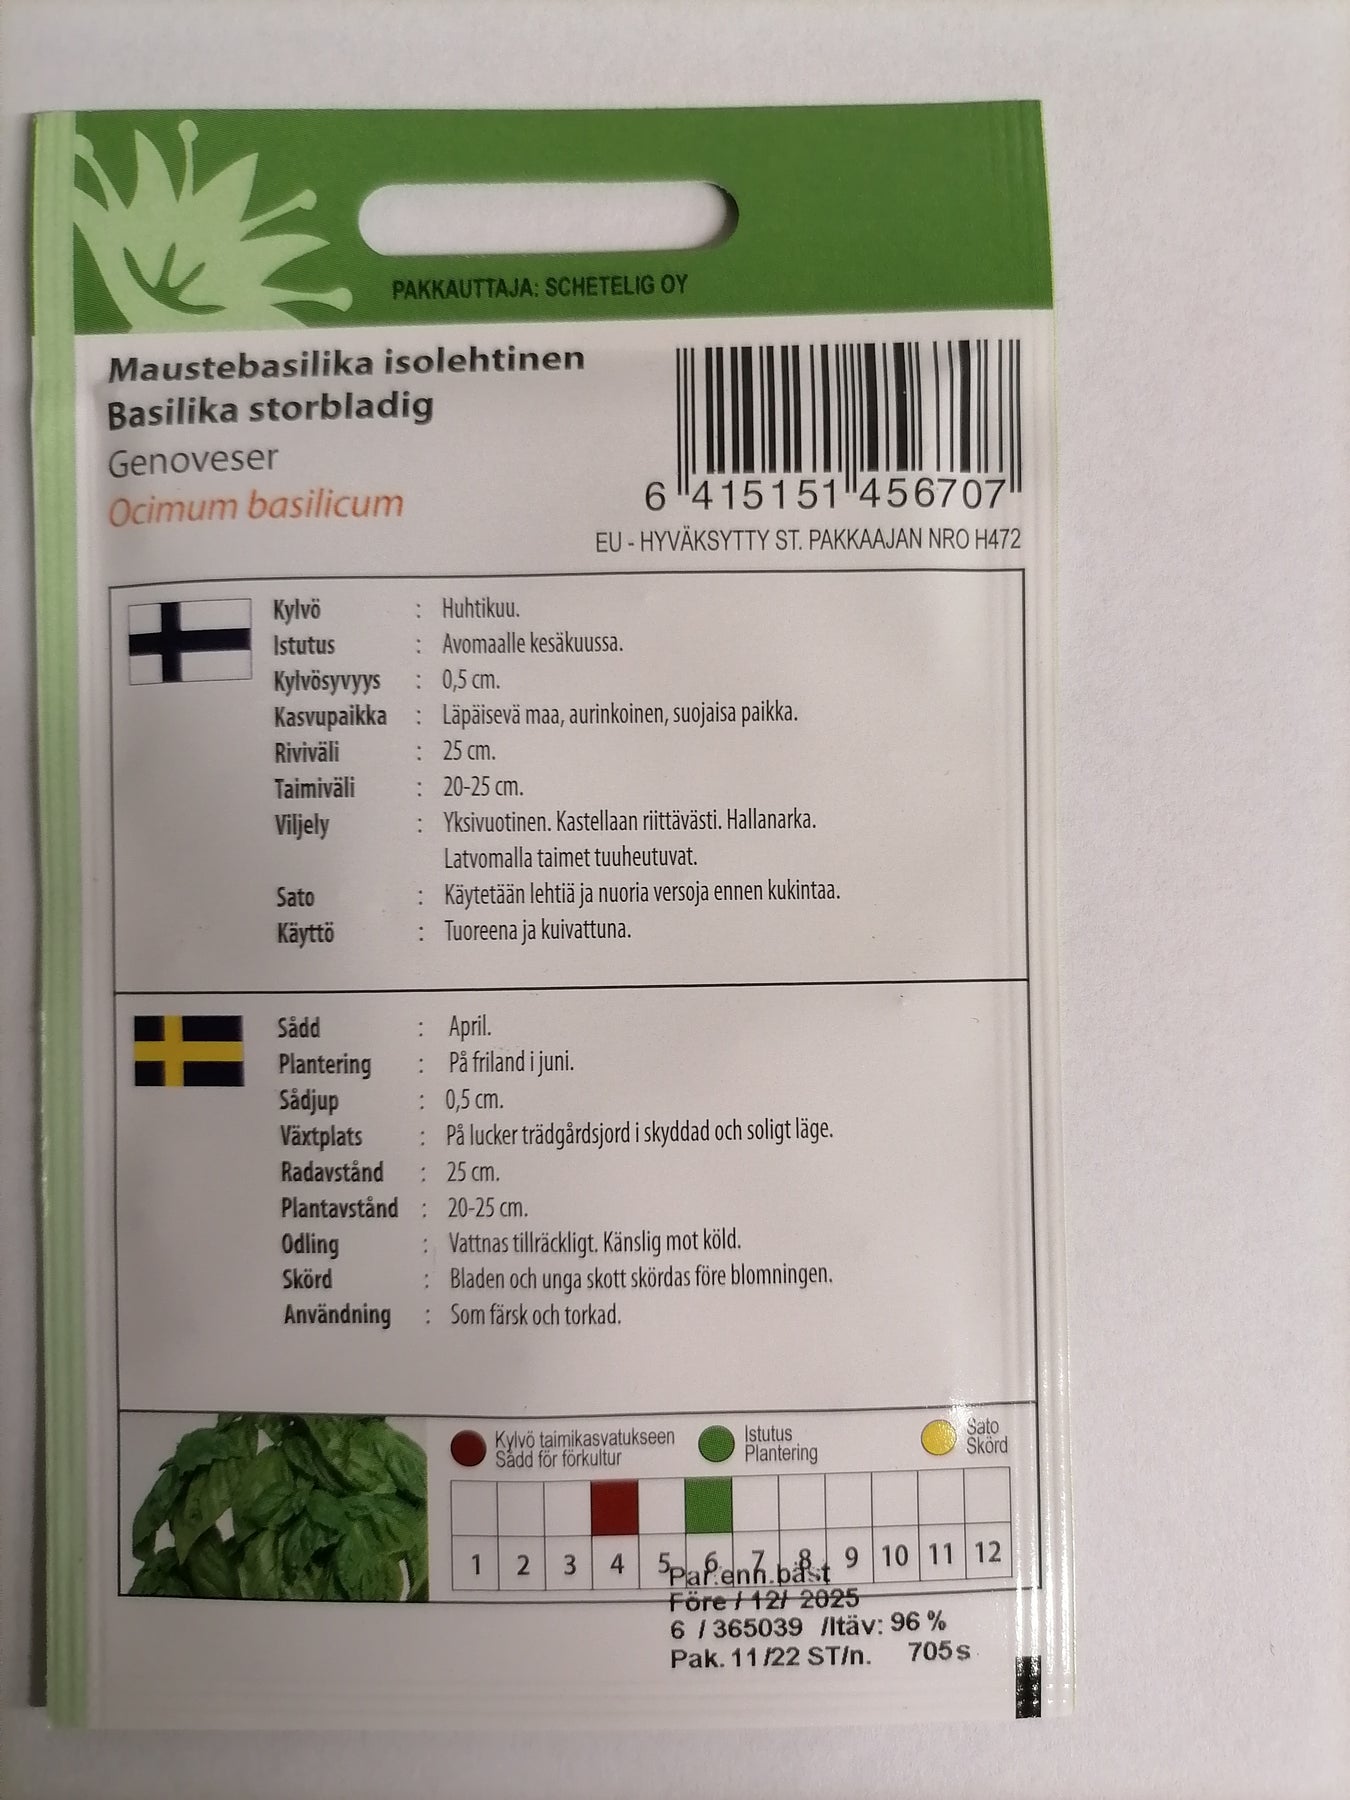 PAKKAUTTAJA: SCHETELIG OY
Maustebasilika isolehtinen
Basilika storbladig
Genoveser
Ocimum basilicum
6 415151 456707
EU - HYVÄKSYTTY ST. PAKKAAJAN NRO H472
Kylvö : Huhtikuu.
Istutus : Avomaalle kesäkuussa.
Kylvösyvyys : 0,5 cm.
Kasvupaikka : Läpäisevä maa, aurinkoinen, suojaisa paikka.
Riviväli : 25 cm.
Taimiväli : 20-25 cm.
Viljely : Yksivuotinen. Kastellaan riittävästi. Hallanarka.
Latvomalla taimet tuuheutuvat.
Sato : Käytetään lehtiä ja nuoria versoja ennen kukintaa.
Käyttö : Tuoreena ja kuivattuna.
Sådd : April.
Plantering : På friland i juni.
Sådjup : 0,5 cm.
Växtplats : På lucker trädgårdsjord i skyddad och soligt läge.
Radavstånd : 25 cm.
Plantavstånd : 20-25 cm.
Odling : Vattnas tillräckligt. Känslig mot köld.
Skörd : Bladen och unga skott skördas före blomningen.
Användning : Som färsk och torkad.
Kylvö taimikasvatukseen
Sådd för förkultur
Istutus
Plantering
Sato
Skörd
1 2 3 4 5 6 7 8 9 10 11 12
Par.enn.bäst
Före / 12/ 2025
6 / 365039 /Itäv: 96 %
Pak. 11/22 ST/n. 705s